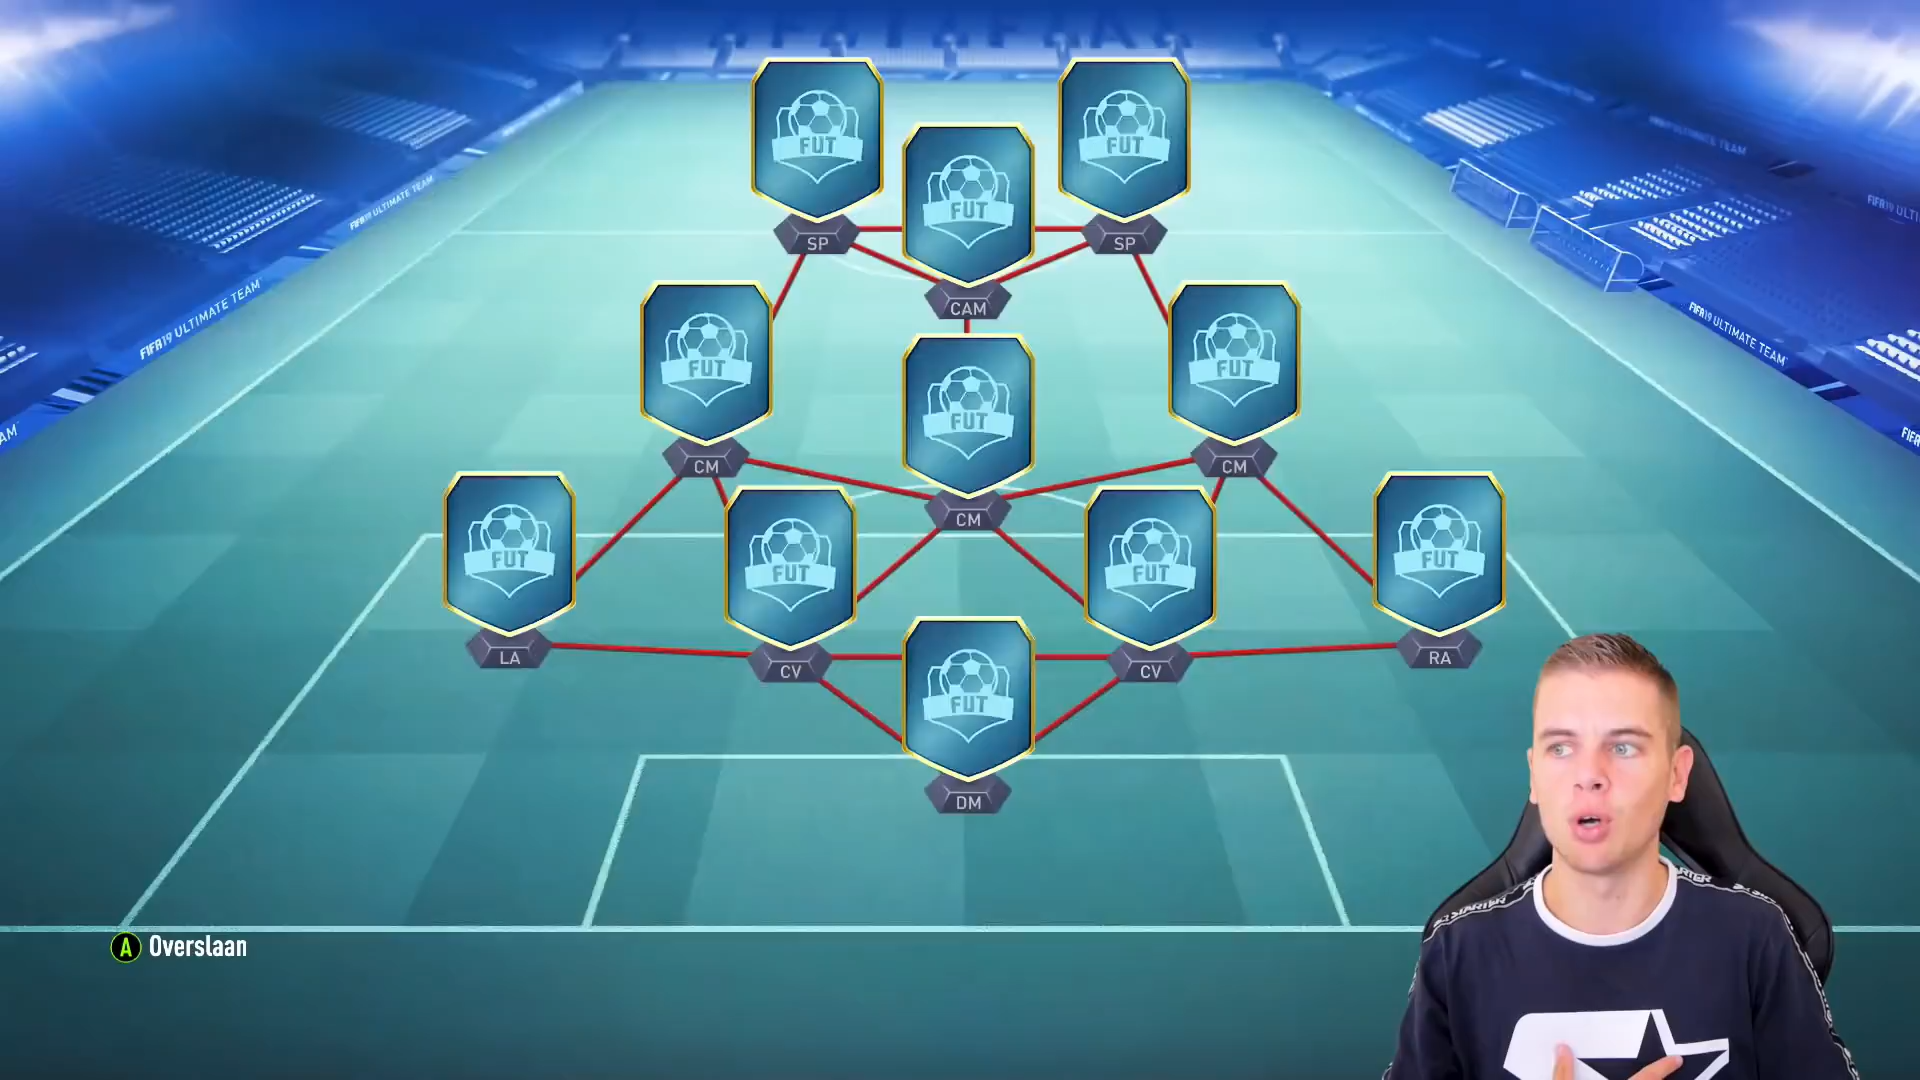 FUT
FUT
SP
FUT
SP
CAM
FUT
FUT
CM
FUT
CM
CM
FUT
LA
FUT
CV
FUT
CV
FUT
RA
FUT
DM
FIFA19 ULTIMATE TEAM
FIFA19 ULTIMATE TEAM
FIFA19 ULTIMATE TEAM
A Overslaan